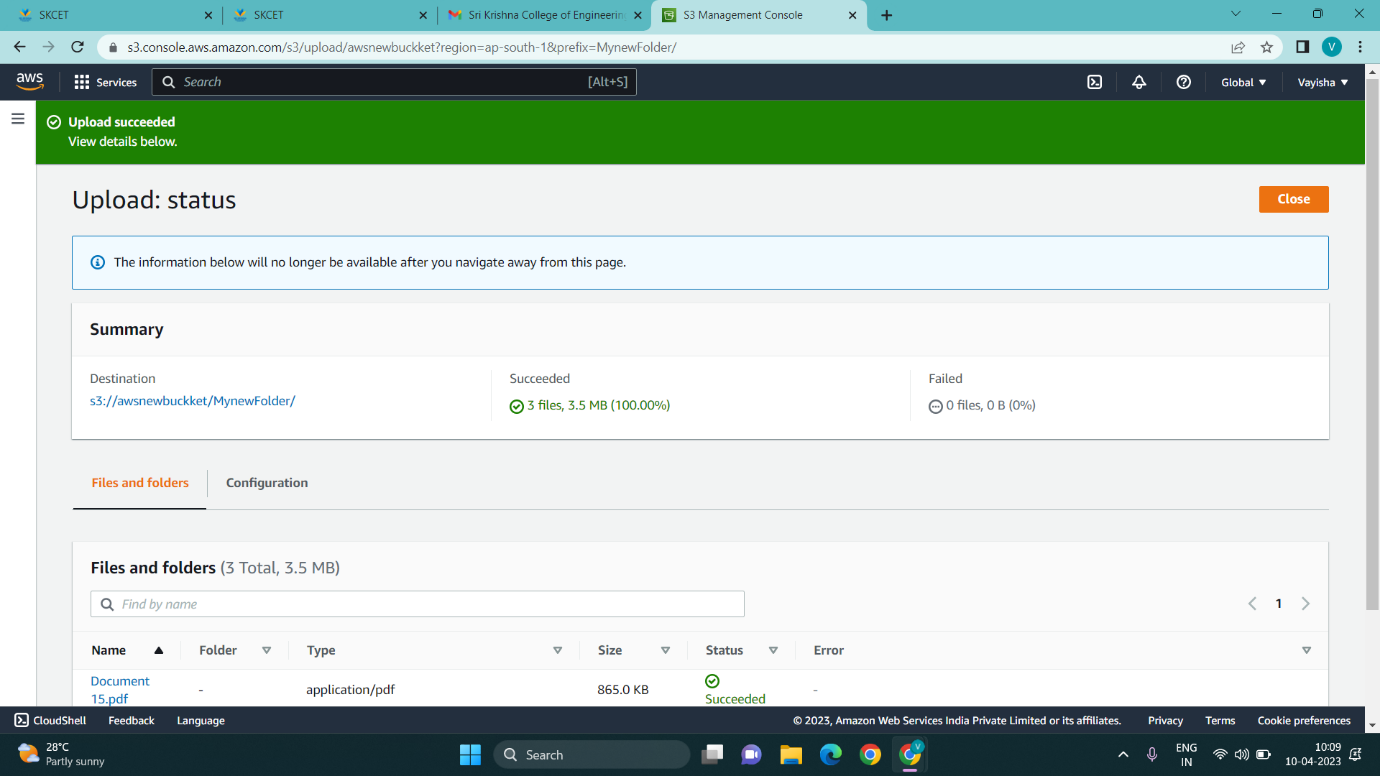 SKCET
SKCET
Sri Krishna College of Engineering
S3 Management Console
s3.console.aws.amazon.com/s3/upload/awsnewbuckket?region=ap-south-1&prefix=MynewFolder/
V
aws
Services
Search
[Alt+S]
Global
Vayisha
Upload succeeded
View details below.
Upload: status
Close
The information below will no longer be available after you navigate away from this page.
Summary
Destination
Succeeded
Failed
s3://awsnewbuckket/MynewFolder/
3 files, 3.5 MB (100.00%)
0 files, 0 B (0%)
Files and folders
Configuration
Files and folders (3 Total, 3.5 MB)
Find by name
1
Name
Folder
Type
Size
Status
Error
Document 
15.pdf
-
application/pdf
865.0 KB
Succeeded
-
CloudShell
Feedback
Language
© 2023, Amazon Web Services India Private Limited or its affiliates.
Privacy
Terms
Cookie preferences
28°C
Partly sunny
Search
V
ENG
IN
10:09
10-04-2023